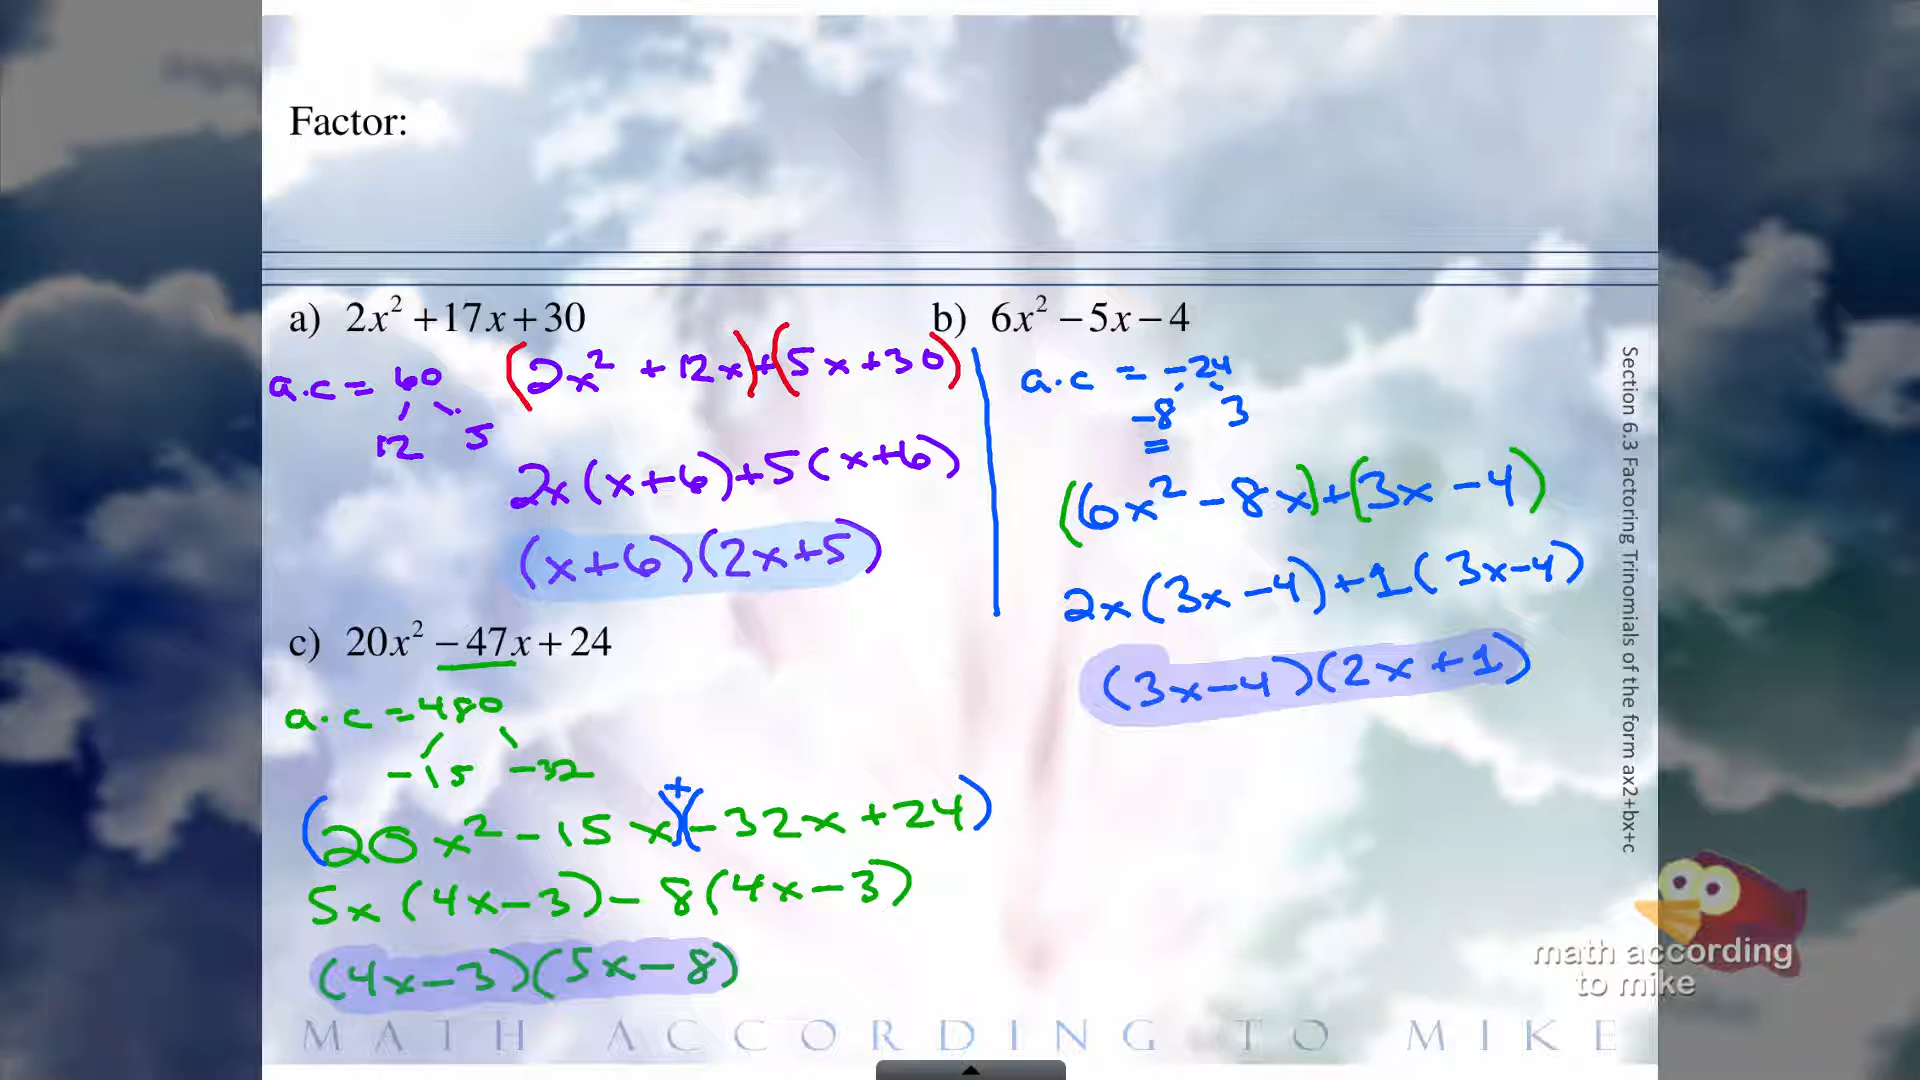 Factor:
a) 2x² +17x+30
a·c = 60
12 5
(2x² + 12x)+(5x+30)
2x(x+6)+5(x+6)
(x+6)(2x+5)
b) 6x² −5x−4
a·c = −24
−8 3
(6x² − 8x)+(3x −4)
2x(3x−4)+1(3x−4)
(3x−4)(2x+1)
c) 20x² −47x+24
a·c = 480
−15 −32
(20x² −15x)+(−32x+24)
5x(4x−3)−8(4x−3)
(4x−3)(5x−8)
Section 6.3 Factoring Trinomials of the form ax2+bx+c
math according
to mike
MATH ACCORDING TO MIKE